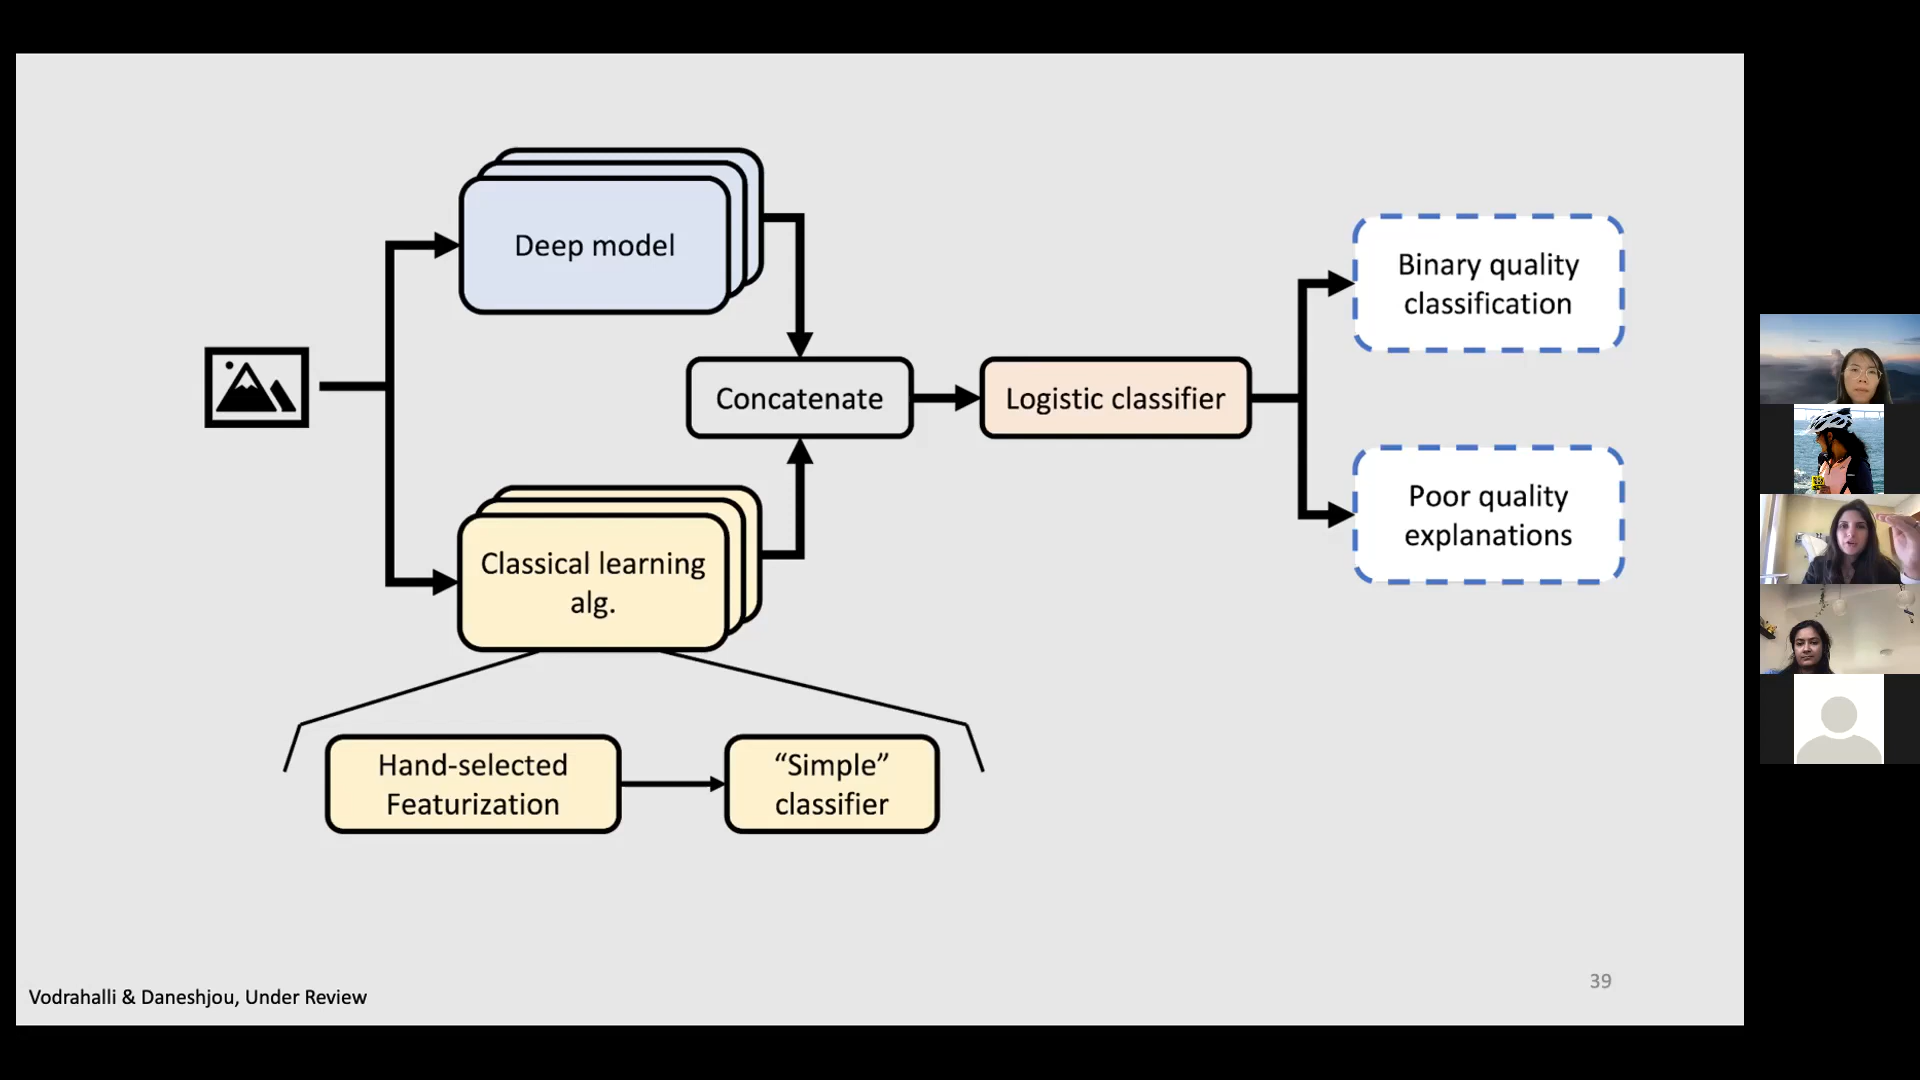 Deep model
Binary quality
classification
Concatenate
Logistic classifier
Poor quality
explanations
Classical learning
alg.
Hand-selected
Featurization
“Simple”
classifier
Vodrahalli & Daneshjou, Under Review
39